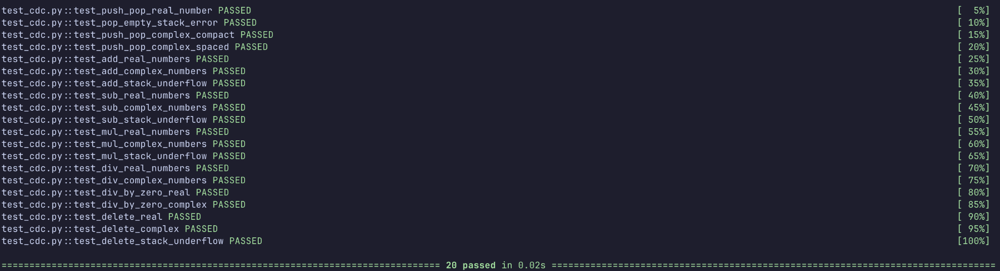 test_cdc.py::test_push_pop_real_number PASSED [  5%]
test_cdc.py::test_pop_empty_stack_error PASSED [ 10%]
test_cdc.py::test_push_pop_complex_compact PASSED [ 15%]
test_cdc.py::test_push_pop_complex_spaced PASSED [ 20%]
test_cdc.py::test_add_real_numbers PASSED [ 25%]
test_cdc.py::test_add_complex_numbers PASSED [ 30%]
test_cdc.py::test_add_stack_underflow PASSED [ 35%]
test_cdc.py::test_sub_real_numbers PASSED [ 40%]
test_cdc.py::test_sub_complex_numbers PASSED [ 45%]
test_cdc.py::test_sub_stack_underflow PASSED [ 50%]
test_cdc.py::test_mul_real_numbers PASSED [ 55%]
test_cdc.py::test_mul_complex_numbers PASSED [ 60%]
test_cdc.py::test_mul_stack_underflow PASSED [ 65%]
test_cdc.py::test_div_real_numbers PASSED [ 70%]
test_cdc.py::test_div_complex_numbers PASSED [ 75%]
test_cdc.py::test_div_by_zero_real PASSED [ 80%]
test_cdc.py::test_div_by_zero_complex PASSED [ 85%]
test_cdc.py::test_delete_real PASSED [ 90%]
test_cdc.py::test_delete_complex PASSED [ 95%]
test_cdc.py::test_delete_stack_underflow PASSED [100%]
=============================================================================== 20 passed in 0.02s ================================================================================